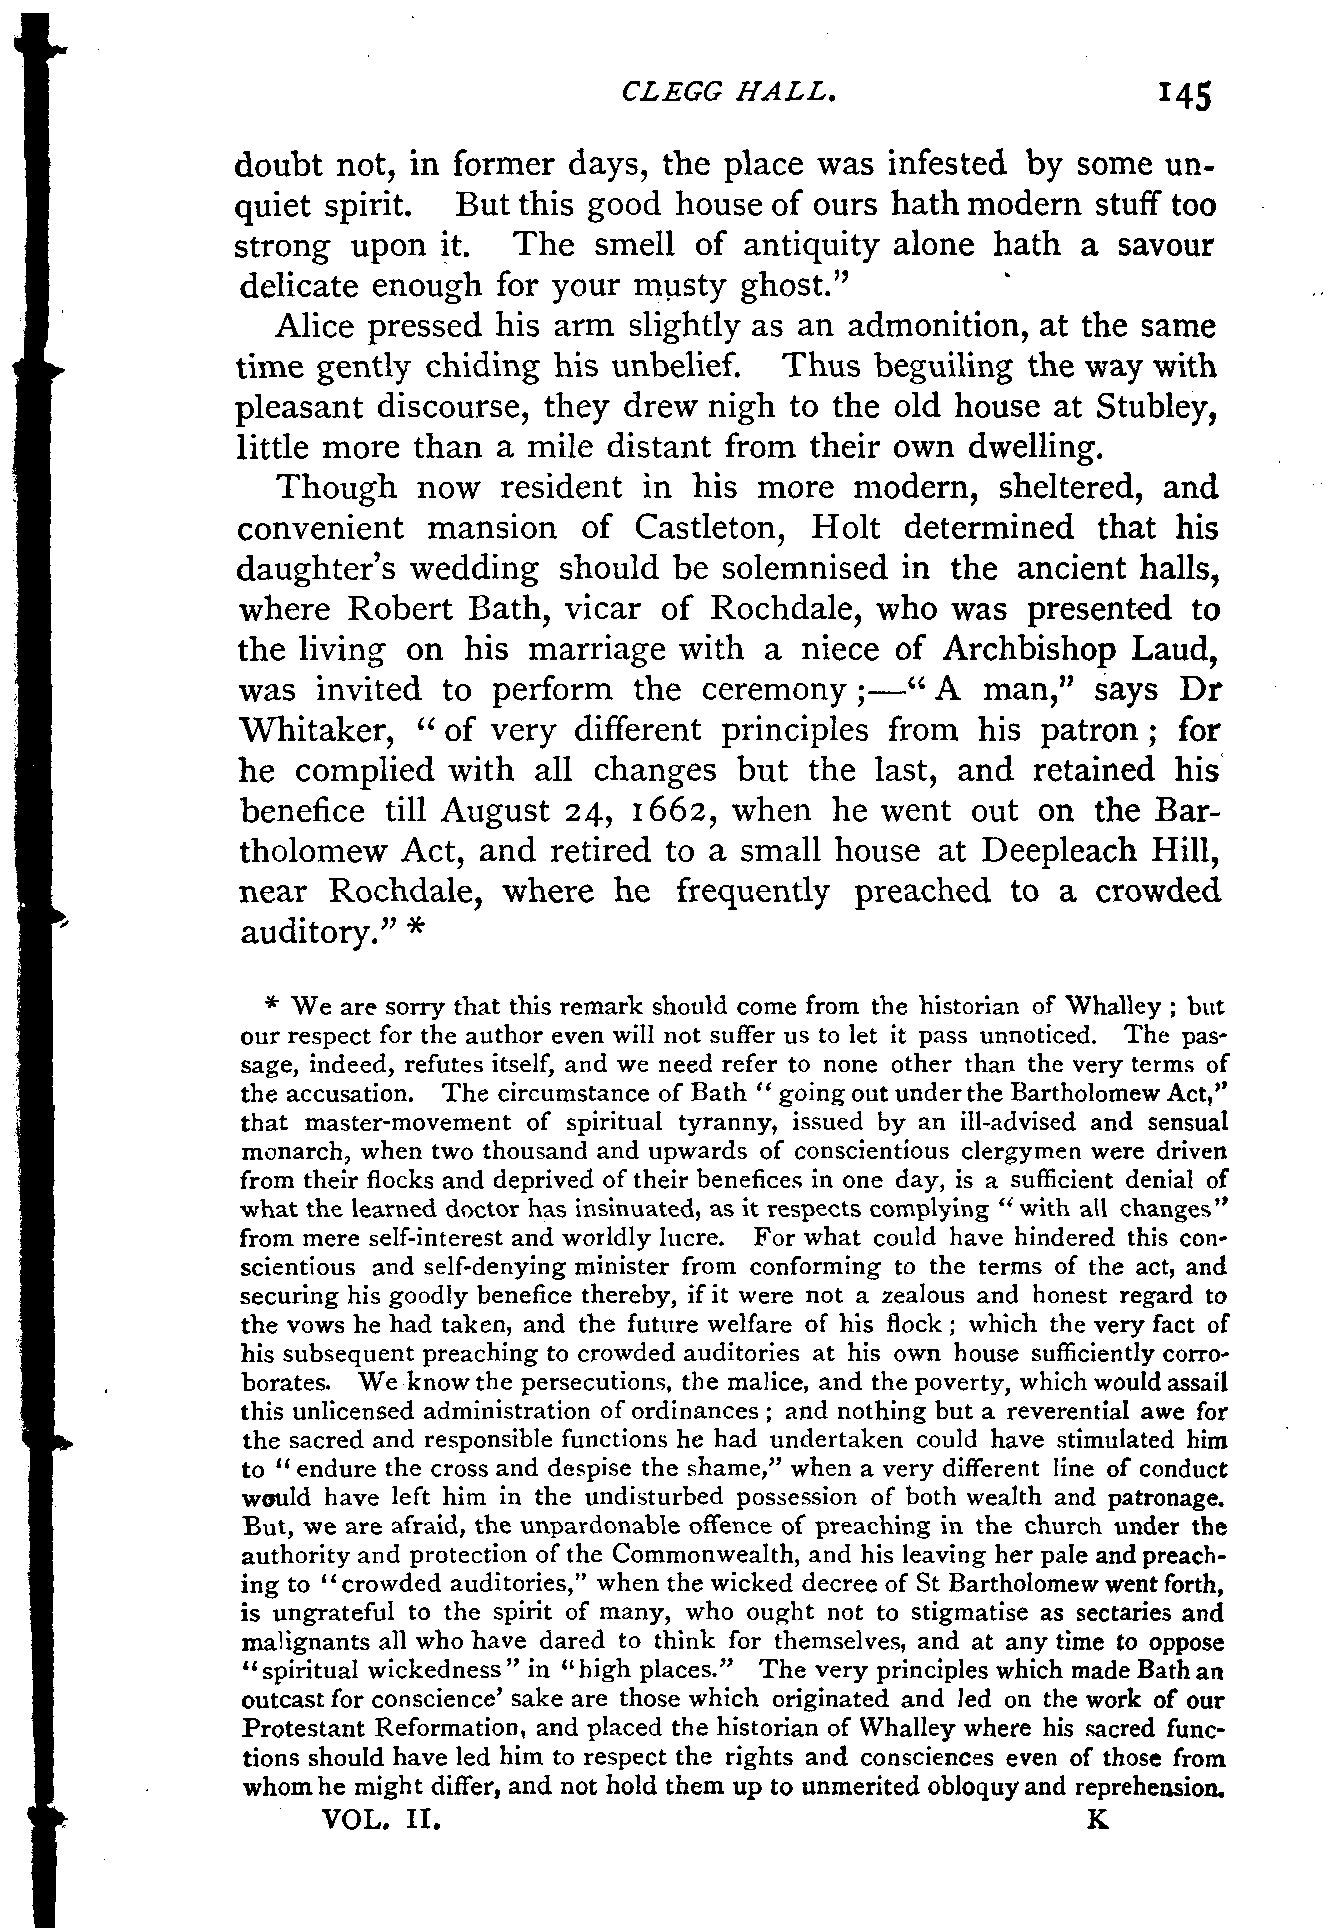 CLEGG HALL. 145
doubt not, in former days, the place was infested by some un-
quiet spirit. But this good house of ours hath modern stuff too
strong upon it. The smell of antiquity alone hath a savour
delicate enough for your musty ghost."
Alice pressed his arm slightly as an admonition, at the same
time gently chiding his unbelief. Thus beguiling the way with
pleasant discourse, they drew nigh to the old house at Stubley,
little more than a mile distant from their own dwelling.
Though now resident in his more modern, sheltered, and
convenient mansion of Castleton, Holt determined that his
daughter's wedding should be solemnised in the ancient halls,
where Robert Bath, vicar of Rochdale, who was presented to
the living on his marriage with a niece of Archbishop Laud,
was invited to perform the ceremony ;—" A man," says Dr
Whitaker, " of very different principles from his patron ; for
he complied with all changes but the last, and retained his
benefice till August 24, 1662, when he went out on the Bar-
tholomew Act, and retired to a small house at Deepleach Hill,
near Rochdale, where he frequently preached to a crowded
auditory." *
* We are sorry that this remark should come from the historian of Whalley ; but
our respect for the author even will not suffer us to let it pass unnoticed. The pas-
sage, indeed, refutes itself, and we need refer to none other than the very terms of
the accusation. The circumstance of Bath " going out under the Bartholomew Act,"
that master-movement of spiritual tyranny, issued by an ill-advised and sensual
monarch, when two thousand and upwards of conscientious clergymen were driven
from their flocks and deprived of their benefices in one day, is a sufficient denial of
what the learned doctor has insinuated, as it respects complying " with all changes"
from mere self-interest and worldly lucre. For what could have hindered this con-
scientious and self-denying minister from conforming to the terms of the act, and
securing his goodly benefice thereby, if it were not a zealous and honest regard to
the vows he had taken, and the future welfare of his flock ; which the very fact of
his subsequent preaching to crowded auditories at his own house sufficiently corro-
borates. We know the persecutions, the malice, and the poverty, which would assail
this unlicensed administration of ordinances ; and nothing but a reverential awe for
the sacred and responsible functions he had undertaken could have stimulated him
to " endure the cross and despise the shame," when a very different line of conduct
would have left him in the undisturbed possession of both wealth and patronage.
But, we are afraid, the unpardonable offence of preaching in the church under the
authority and protection of the Commonwealth, and his leaving her pale and preach-
ing to "crowded auditories," when the wicked decree of St Bartholomew went forth,
is ungrateful to the spirit of many, who ought not to stigmatise as sectaries and
malignants all who have dared to think for themselves, and at any time to oppose
"spiritual wickedness" in "high places." The very principles which made Bath an
outcast for conscience' sake are those which originated and led on the work of our
Protestant Reformation, and placed the historian of Whalley where his sacred func-
tions should have led him to respect the rights and consciences even of those from
whom he might differ, and not hold them up to unmerited obloquy and reprehension.
VOL. II. K